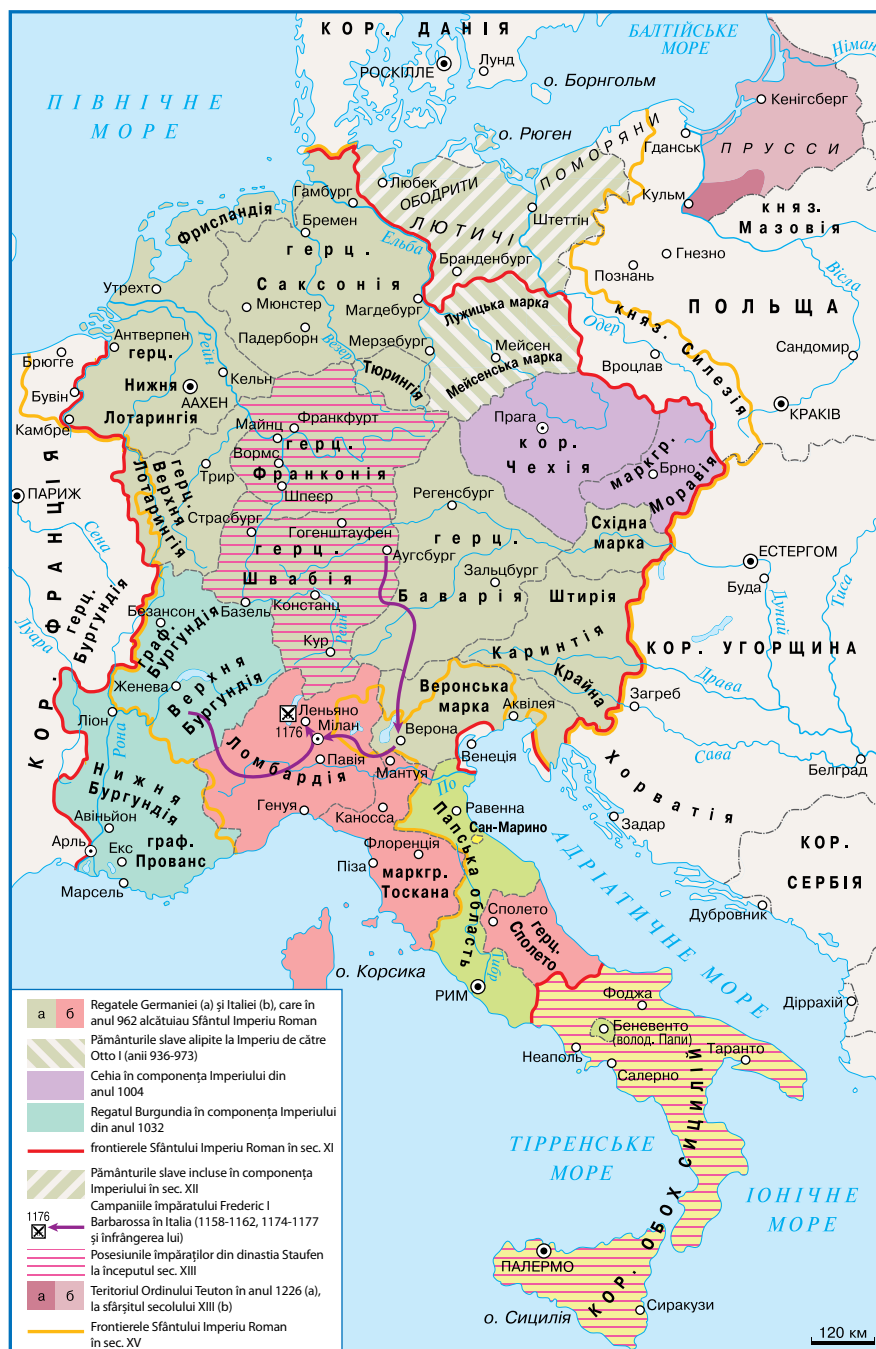 КОР. ДАНІЯ
БАЛТІЙСЬКЕ
МОРЕ
Німан
РОСКІЛЛЕ
Лунд
о. Борнгольм
Кенігсберг
ПІВНІЧНЕ
МОРЕ
о. Рюген
ПРУССИ
Гданськ
ПОМОРЯНИ
Любек
ОБОДРИТИ
Кульм
Гамбург
Штеттін
княз.
Мазовія
Фрисландія
Бремен
ЛЮТИЧІ
герц.
Ельба
Гнезно
Бранденбург
Познань
Вісла
Саксонія
Утрехт
Мюнстер
Магдебург
Лужицька марка
ПОЛЬЩА
княз. Силезія
Одер
Антверпен
Рейн
Падерборн
Везер
Мерзебург
Мейсен
Сандомир
герц.
Брюгге
Тюрингія
Мейсенська марка
Вроцлав
Нижня
Кельн
Бувін
ААХЕН
КРАКІВ
Лотарингія
Франкфурт
Прага
Камбре
Майнц
герц.
кор.
Чехія
маркгр.
Моравія
Брно
герц.
Верхня
Лотарингія
Вормс
Франконія
Трир
ПАРИЖ
Шпеєр
Регенсбург
Сена
Страсбург
Гогенштауфен
Східна
марка
герц.
герц.
ЕСТЕРГОМ
Аугсбург
КОР. ФРАНЦІЯ
Зальцбург
Буда
Дунай
Тиса
Швабія
Баварія
Штирія
герц.
Бургундія
Безансон
Базель
Констанц
граф.
Бургундія
Луара
Кур
Рейн
Каринтія
КОР. УГОРЩИНА
Женева
Верхня
Бургундія
Веронська
марка
Крайна
Драва
Загреб
Леньяно
1176
Аквілея
Ліон
Мілан
Верона
Рона
Венеція
Сава
Ломбардія
Павія
Мантуя
Белград
Нижня
Бургундія
По
Хорватія
Генуя
Каносса
Равенна
Авіньйон
Сан-Марино
Задар
Флоренція
граф.
Прованс
Арль
Екс
Піза
Папська область
КОР.
СЕРБІЯ
маркгр.
Тоскана
Марсель
АДРІАТИЧНЕ МОРЕ
Сполето
Дубровник
герц.
Сполето
Тибр
о. Корсика
РИМ
Фоджа
Діррахій
Беневенто
(волод. Папи)
Неаполь
Таранто
Салерно
ТІРРЕНСЬКЕ
МОРЕ
ІОНІЧНЕ
МОРЕ
КОР. ОБОХ СИЦИЛІЙ
ПАЛЕРМО
о. Сицилія
Сиракузи
120 км
а б Regatele Germaniei (a) și Italiei (b), care în
anul 962 alcătuiau Sfântul Imperiu Roman
Pământurile slave alipite la Imperiu de către
Otto I (anii 936-973)
Cehia în componența Imperiului din
anul 1004
Regatul Burgundia în componența Imperiului
din anul 1032
frontierele Sfântului Imperiu Roman în sec. XI
Pământurile slave incluse în componența
Imperiului în sec. XII
1176
Campaniile împăratului Frederic I
Barbarossa în Italia (1158-1162, 1174-1177
și înfrângerea lui)
Posesiunile împăraților din dinastia Staufen
la începutul sec. XIII
а б Teritoriul Ordinului Teuton în anul 1226 (a),
la sfârșitul secolului XIII (b)
Frontierele Sfântului Imperiu Roman
în sec. XV